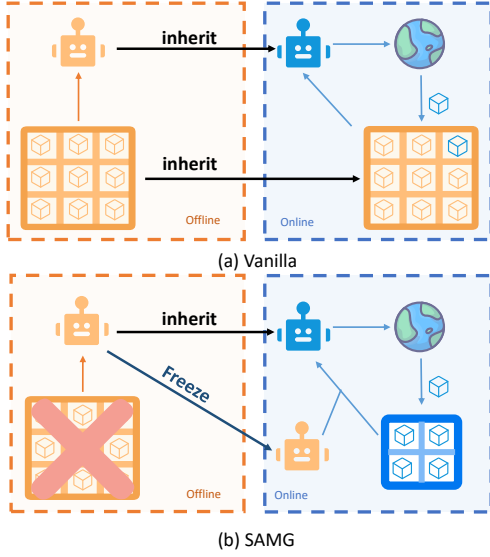 inherit
inherit
Offline
Online
(a) Vanilla
inherit
Freeze
Offline
Online
(b) SAMG